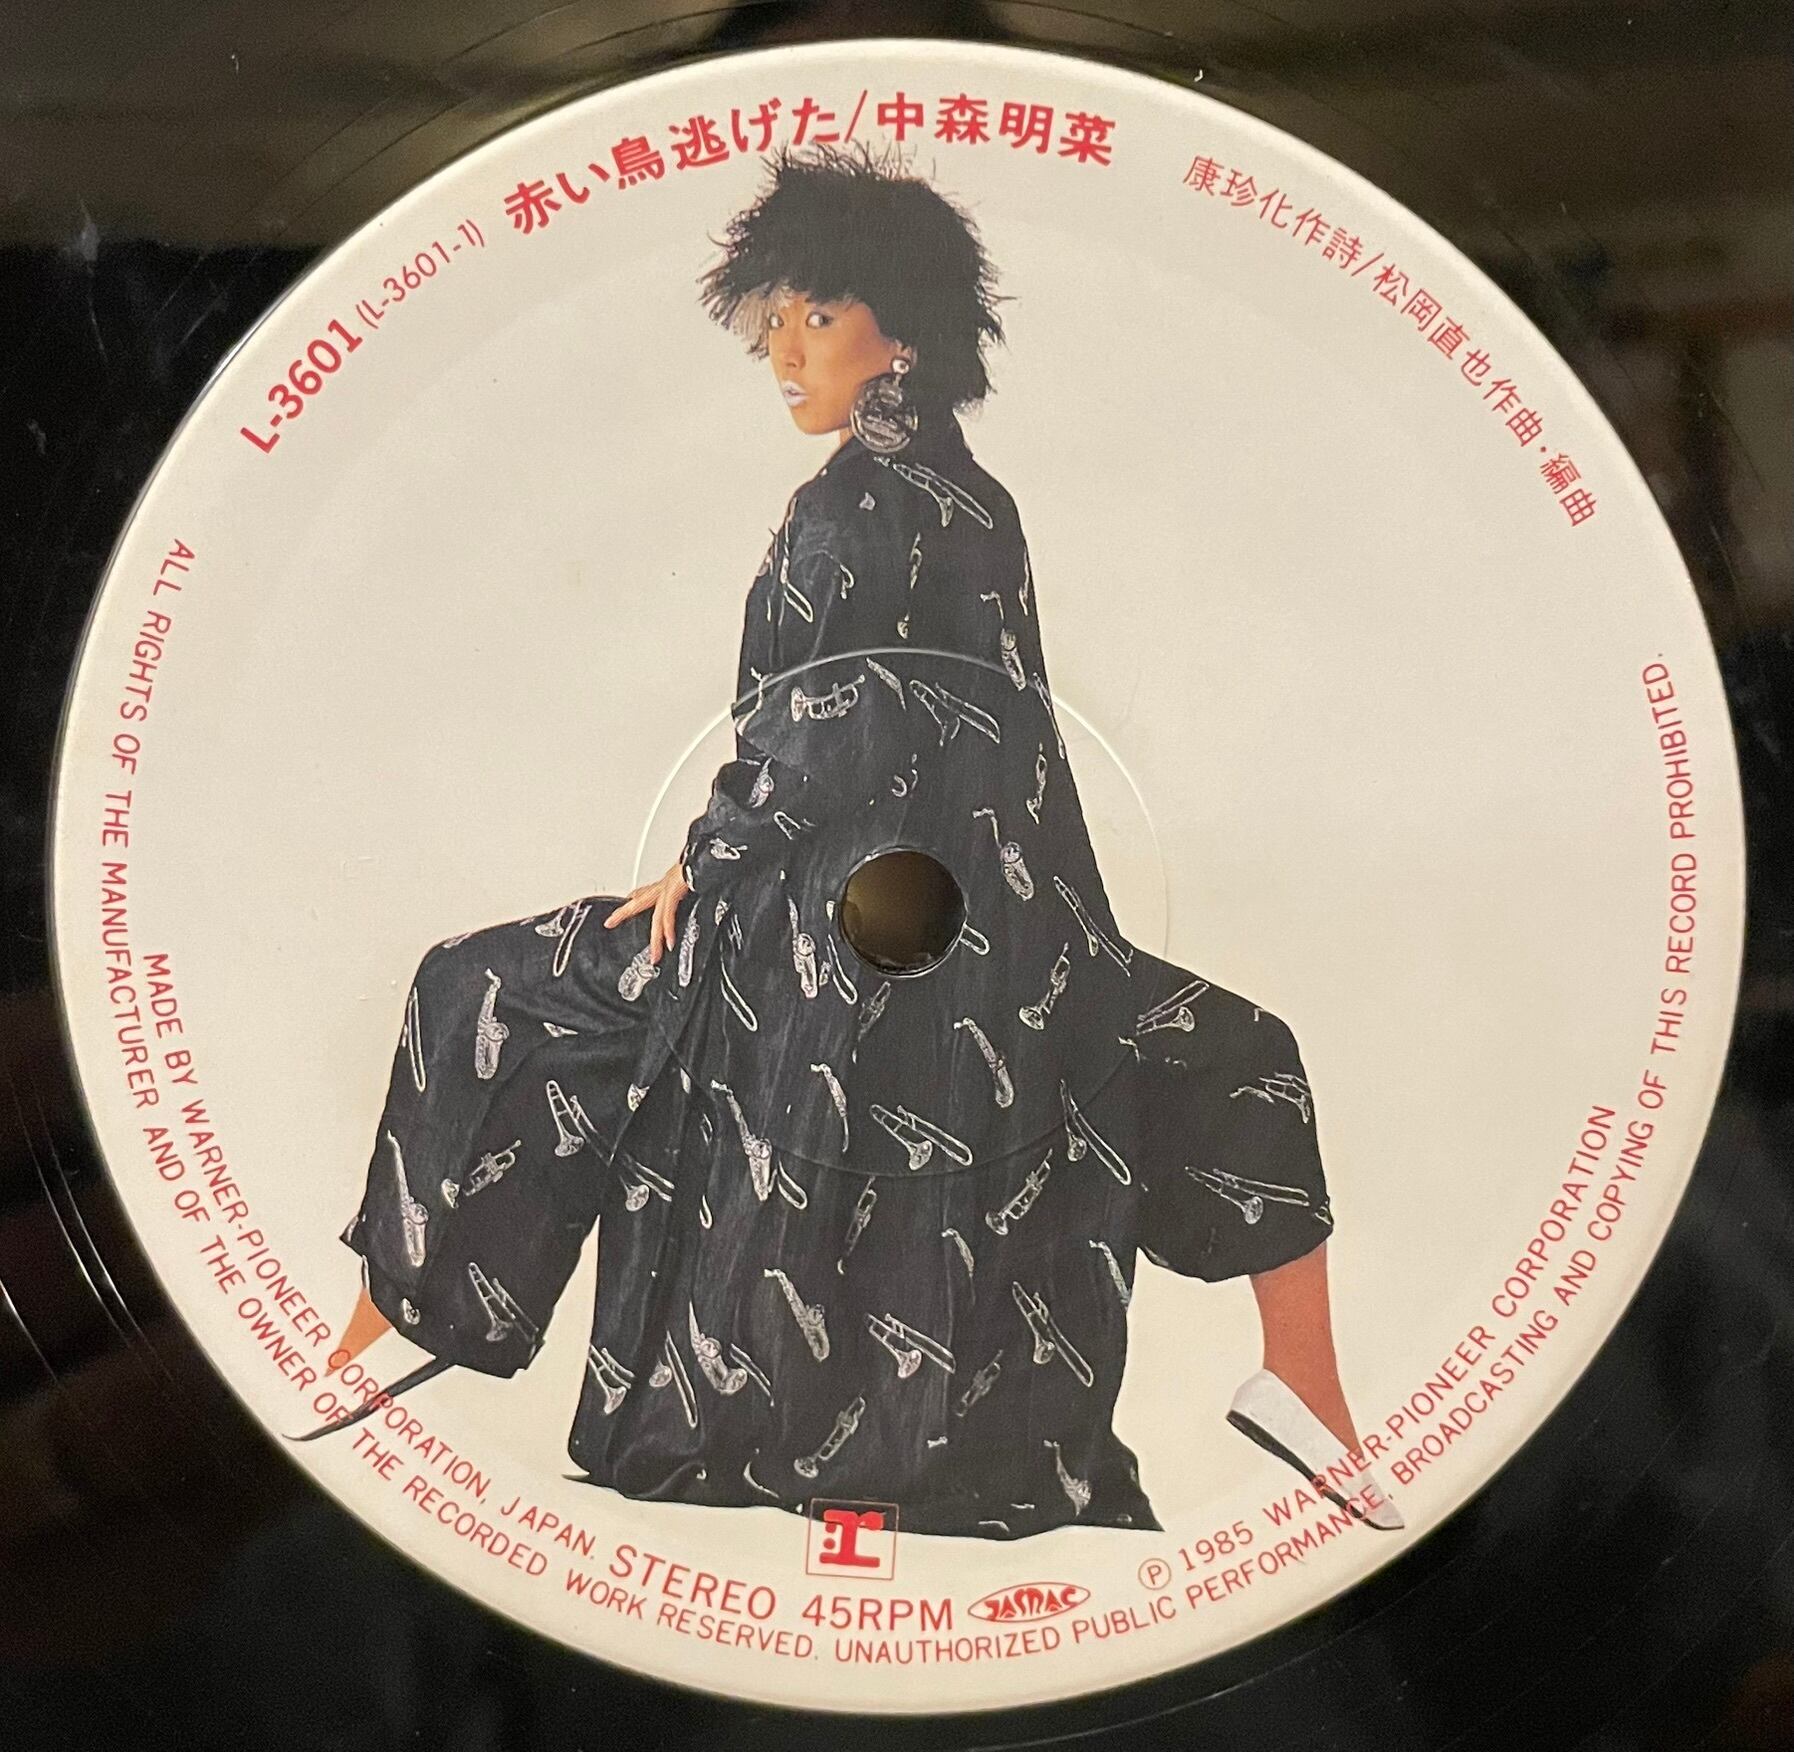 L-3601 (L-3601-1) 赤い鳥逃げた/中森明菜
康珍化作詩/松岡直也作曲・編曲
STEREO 45RPM JASRAC
Ⓟ 1985 WARNER-PIONEER CORPORATION
MADE BY WARNER-PIONEER CORPORATION, JAPAN.
ALL RIGHTS OF THE MANUFACTURER AND OF THE OWNER OF THE RECORDED WORK RESERVED. UNAUTHORIZED PUBLIC PERFORMANCE, BROADCASTING AND COPYING OF THIS RECORD PROHIBITED.